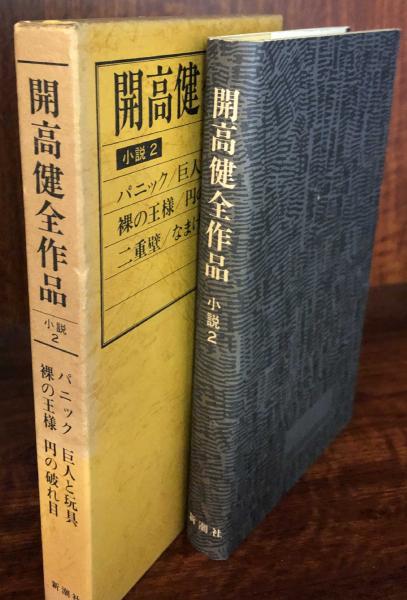 開高健全作品
小説
2
パニック 巨人と玩具
裸の王様 円の破れ目
新潮社
開高健
小説2
パニック/巨人
裸の王様/円の
二重壁/なまけ
開高健全作品
小説2
新潮社